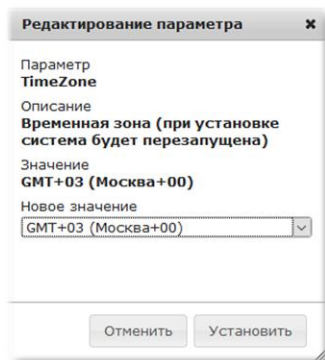 Редактирование параметра
Параметр
TimeZone
Описание
Временная зона (при установке
система будет перезапущена)
Значение
GMT+03 (Москва+00)
Новое значение
GMT+03 (Москва+00)
Отменить Установить